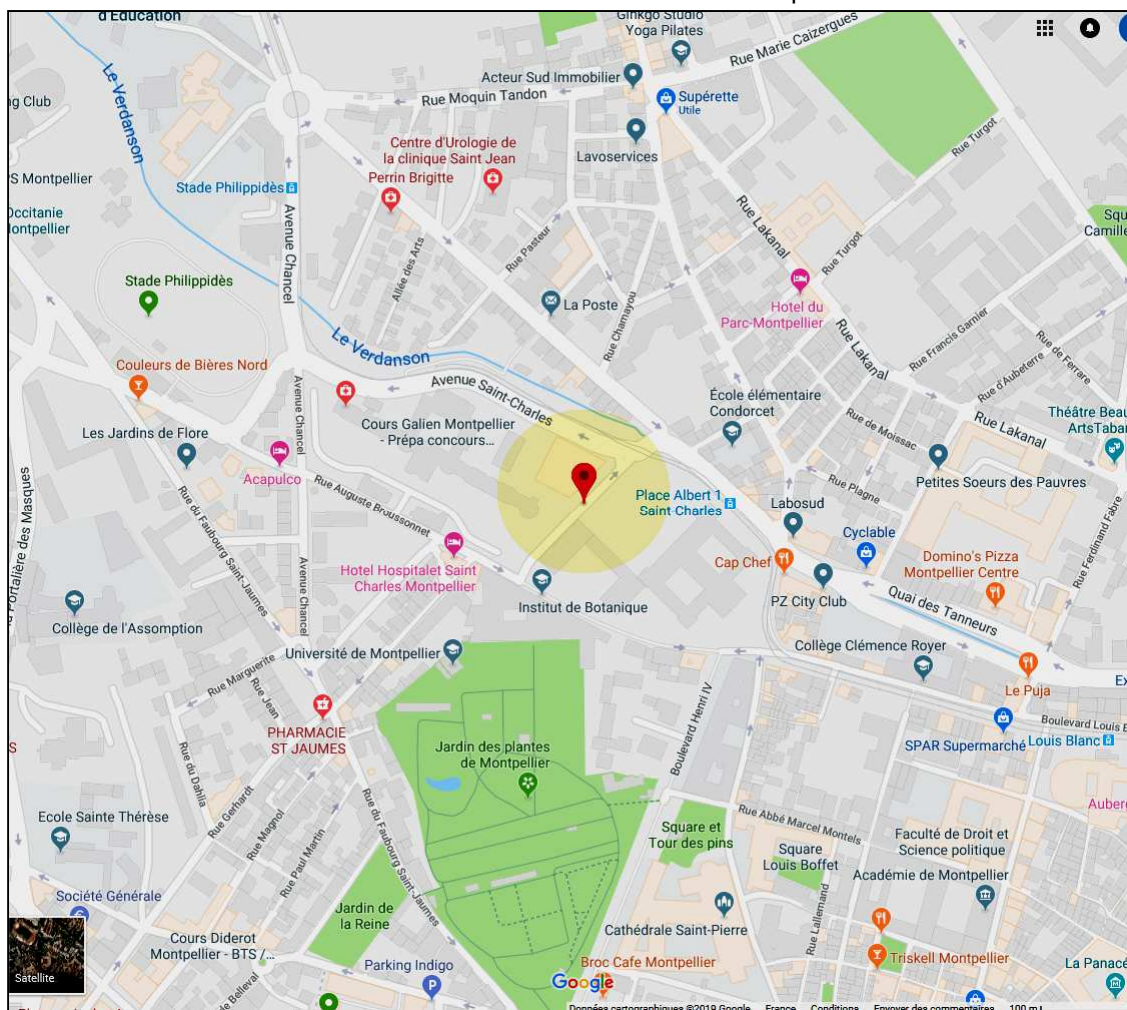 d'Education
Ginkgo Studio
Yoga Pilates
Rue Marie Caizergues
Le Verdanson
Acteur Sud Immobilier
Rue Moquin Tandon
Supérette
Utile
ng Club
Centre d'Urologie de
la clinique Saint Jean
Perrin Brigitte
Lavoservices
Rue Turgot
PS Montpellier
Stade Philippidès
Occitanie
Montpellier
Avenue Chancel
Rue Lakanal
Squ
Camille
Allée des Arts
Rue Pasteur
Rue Turgot
Stade Philippidès
La Poste
Hotel du
Parc-Montpellier
Rue Chamayou
Le Verdanson
Rue Lakanal
Rue Francis Garnier
Rue de Ferrare
Couleurs de Bières Nord
Avenue Saint-Charles
Rue d'Aubeterre
Avenue Chancel
École élémentaire
Condorcet
Cours Galien Montpellier
- Prépa concours...
Rue Lakanal
Théâtre Beau
ArtsTabar
Les Jardins de Flore
Rue de Moissac
Acapulco
Petites Soeurs des Pauvres
Rue Plagne
Rue Auguste Broussonnet
Place Albert 1
Saint-Charles
Labosud
Portalière des Masques
Rue du Faubourg Saint-Jaumes
Cyclable
Rue Ferdinand Fabre
Hotel Hospitalet Saint
Charles Montpellier
Cap Chef
Domino's Pizza
Montpellier Centre
Institut de Botanique
PZ City Club
Quai des Tanneurs
Avenue Chancel
Collège de l'Assomption
Université de Montpellier
Collège Clémence Royer
Rue Marguerite
Rue Jean
Le Puja
Ex
PHARMACIE
ST JAUMES
Boulevard Henri IV
Boulevard Louis B
SPAR Supermarché
Louis Blanc
S
Jardin des plantes
de Montpellier
Rue du Dahlia
Rue Gerhardt
Rue Magnol
Rue Paul Martin
Rue du Faubourg Saint-Jaumes
Auber
Ecole Sainte Thérèse
Rue Abbé Marcel Montels
Square et
Tour des pins
Square
Louis Boffet
Faculté de Droit et
Science politique
Académie de Montpellier
Société Générale
Jardin de
la Reine
Rue Lallemand
Cathédrale Saint-Pierre
Satellite
Cours Diderot
Montpellier - BTS /...
de Belleval
Parking Indigo
Broc Cafe Montpellier
Triskell Montpellier
La Panacé
Google
Données cartographiques ©2019 Google France Conditions Envoyer des commentaires 100 m